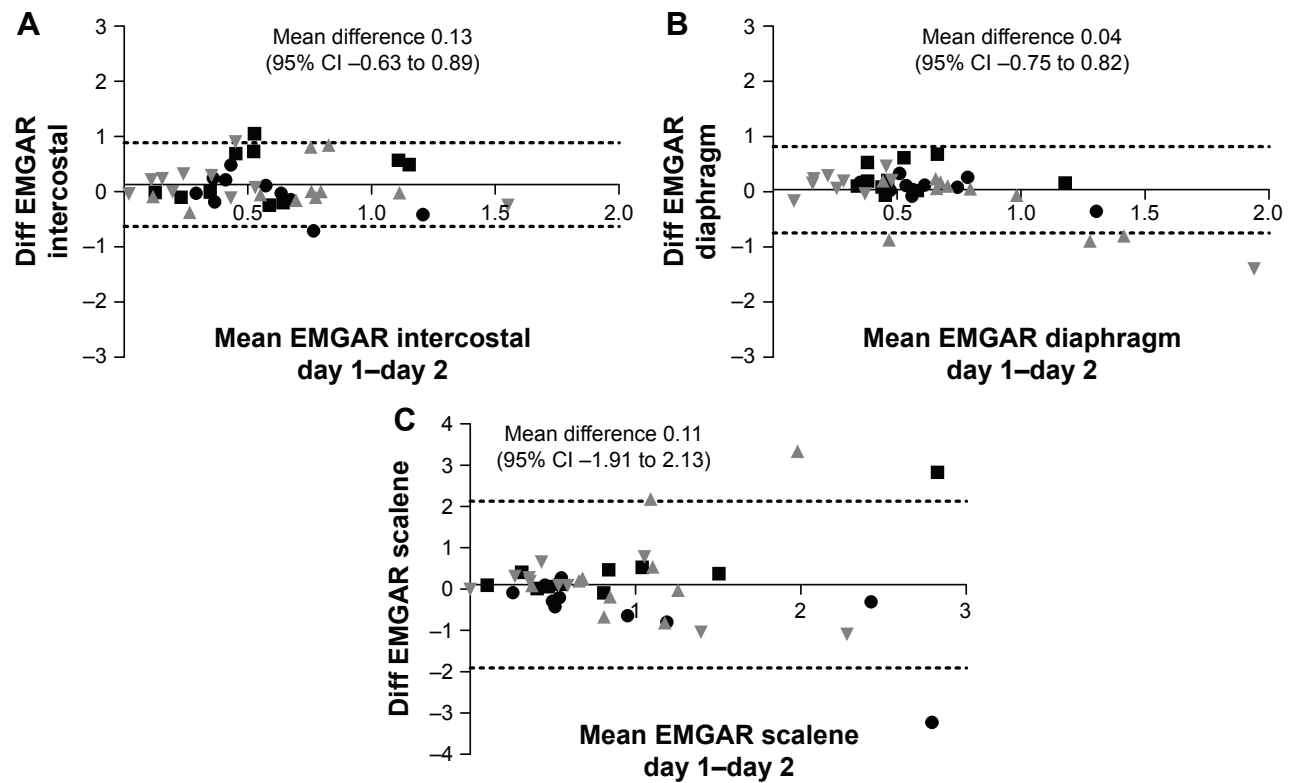 A
Mean difference 0.13
(95% CI –0.63 to 0.89)
3
2
1
0
–1
–2
–3
0.5
1.0
1.5
2.0
Diff EMGAR
intercostal
Mean EMGAR intercostal
day 1–day 2
B
Mean difference 0.04
(95% CI –0.75 to 0.82)
3
2
1
0
–1
–2
–3
0.5
1.0
1.5
2.0
Diff EMGAR
diaphragm
Mean EMGAR diaphragm
day 1–day 2
C
Mean difference 0.11
(95% CI –1.91 to 2.13)
4
3
2
1
0
–1
–2
–3
–4
1
2
3
Diff EMGAR scalene
Mean EMGAR scalene
day 1–day 2